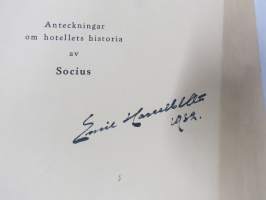 Anteckningar
om hotellets historia
av
Socius
Emil
1932.
5